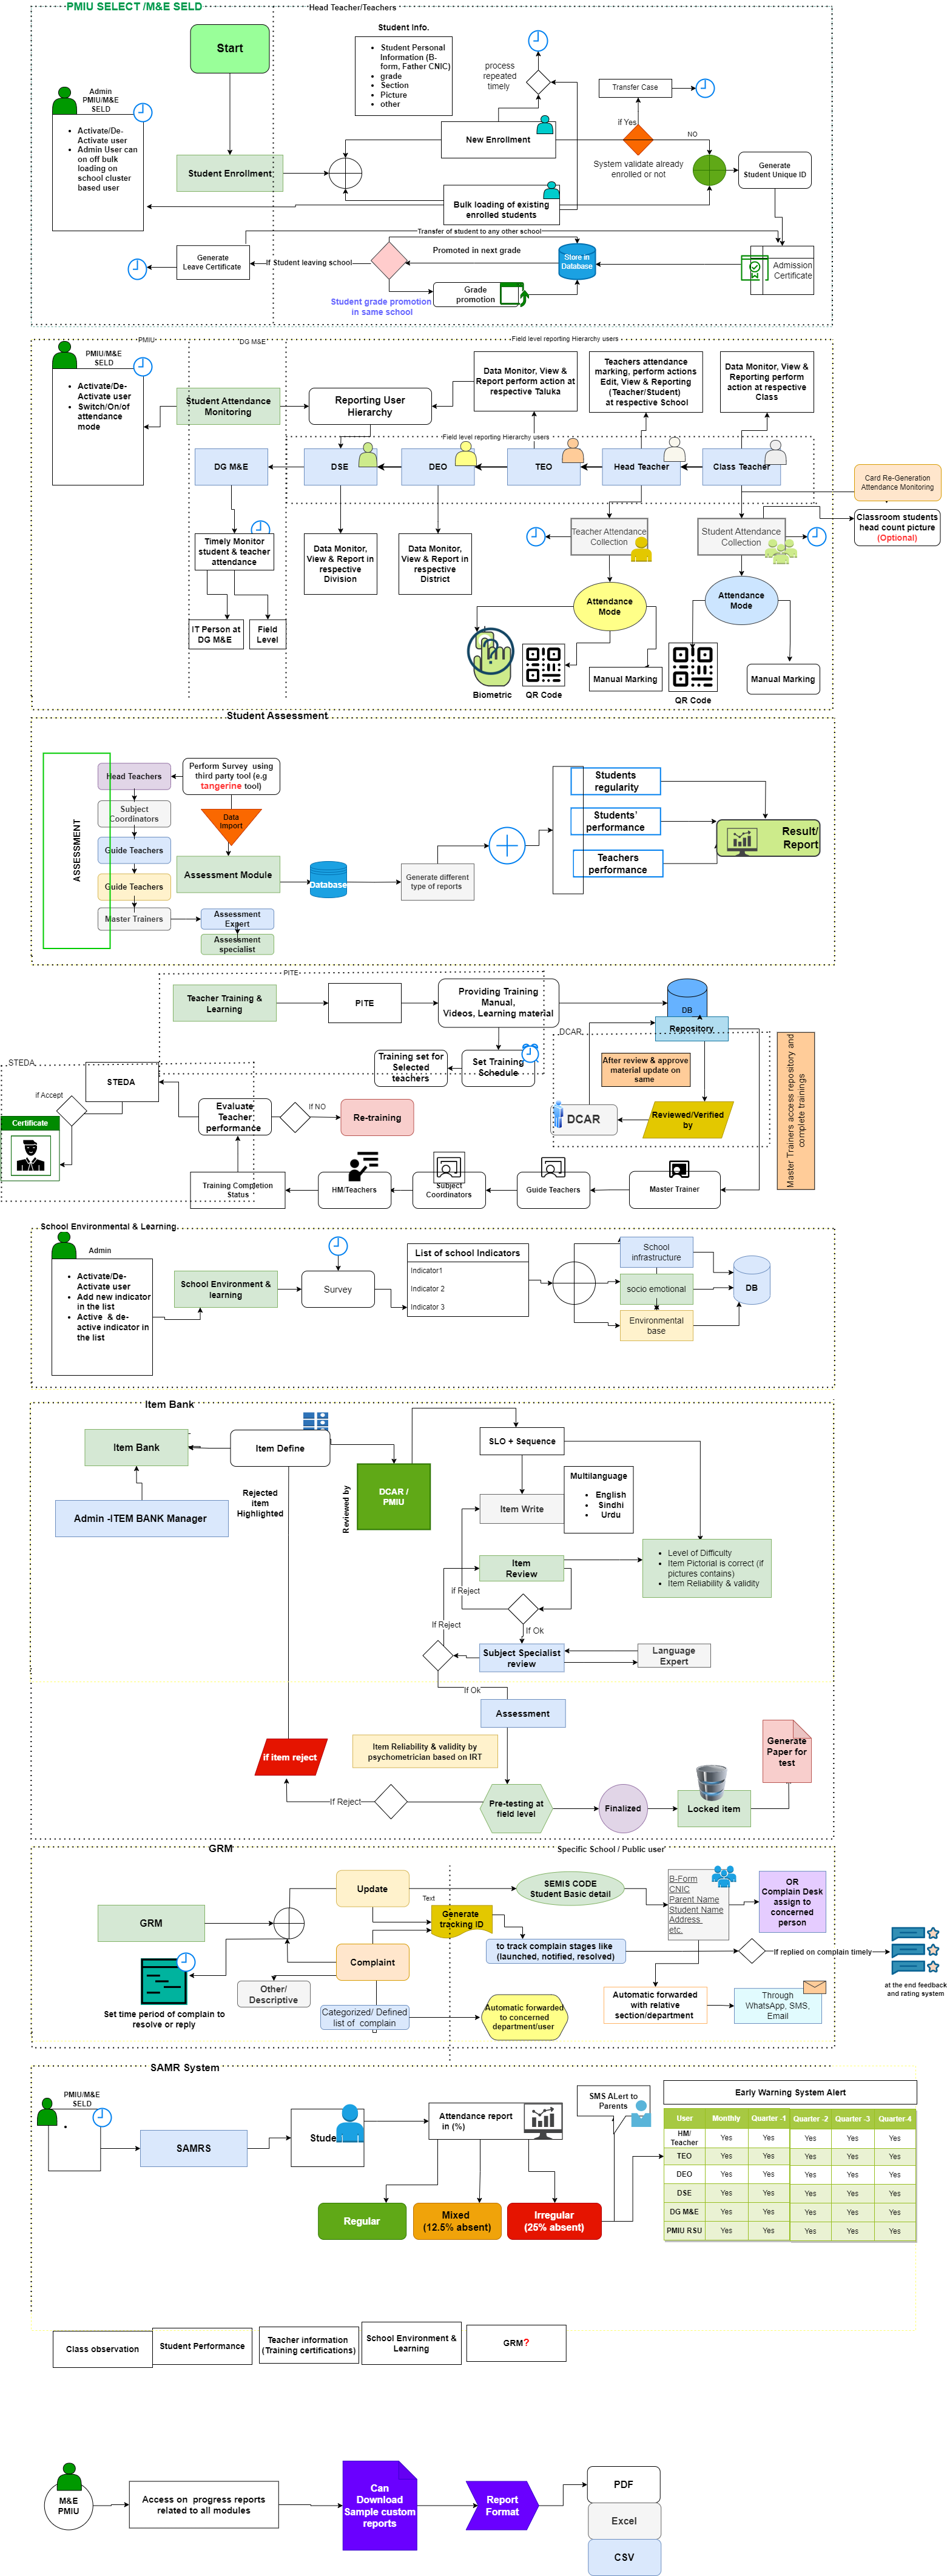 PMIU SELECT /M&E SELD
Head Teacher/Teachers
Start
Student Info.
Student Personal
Information (B-
form, Father CNIC)
grade
Section
Picture
other
process
repeated
timely
Transfer Case
Admin
PMIU/M&E
SELD
Activate/De-
Activate user
Admin User can
on off bulk
loading on
school cluster
based user
if Yes
NO
New Enrollment
System validate already
enrolled or not
Student Enrollment
Generate
Student Unique ID
Bulk loading of existing
enrolled students
Transfer of student to any other school
Generate
Leave Certificate
If Student leaving school
Promoted in next grade
Store in
Database
Admission
Certificate
Grade
promotion
Student grade promotion
in same school
PMIU
DG M&E
Field level reporting Hierarchy users
PMIU/M&E
SELD
Activate/De-
Activate user
Switch/On/of
attendance
mode
Student Attendance
Monitoring
Reporting User
Hierarchy
Data Monitor, View &
Report perform action at
respective Taluka
Teachers attendance
marking, perform actions
Edit, View & Reporting
(Teacher/Student)
at respective School
Data Monitor, View &
Reporting perform
action at respective
Class
Field level reporting Hierarchy users
DG M&E
DSE
DEO
TEO
Head Teacher
Class Teacher
Card Re-Generation
Attendance Monitoring
Classroom students
head count picture
(Optional)
Timely Monitor
student & teacher
attendance
Data Monitor,
View & Report in
respective
Division
Data Monitor,
View & Report in
respective
District
Teacher Attendance
Collection
Student Attendance
Collection
Attendance
Mode
Attendance
Mode
IT Person at
DG M&E
Field
Level
Biometric
QR Code
Manual Marking
QR Code
Manual Marking
Student Assessment
ASSESSMENT
Head Teachers
Perform Survey using
third party tool (e.g
tangerine tool)
Subject
Coordinators
Data
Import
Guide Teachers
Guide Teachers
Master Trainers
Assessment Module
Database
Generate different
type of reports
Students
regularity
Students'
performance
Teachers
performance
Result/
Report
Assessment
Expert
Assessment
specialist
PITE
Teacher Training &
Learning
PITE
Providing Training
Manual,
Videos, Learning material
DB
Repository
DCAR
Training set for
Selected
teachers
Set Training
Schedule
After review & approve
material update on
same
Master Trainers access repository and
complete trainings
STEDA
STEDA
if Accept
Certificate
Evaluate
Teacher
performance
If NO
Re-training
DCAR
Reviewed/Verified
by
Training Completion
Status
HM/Teachers
Subject
Coordinators
Guide Teachers
Master Trainer
School Environmental & Learning
Admin
Activate/De-
Activate user
Add new indicator
in the list
Active & de-
active indicator in
the list
School Environment &
learning
Survey
List of school Indicators
Indicator1
Indicator 2
Indicator 3
School
infrastructure
socio emotional
Environmental
base
DB
Item Bank
Item Bank
Item Define
SLO + Sequence
Admin -ITEM BANK Manager
Rejected
item
Highlighted
Reviewed by
DCAR /
PMIU
Item Write
Multilanguage
English
Sindhi
Urdu
Item
Review
Level of Difficulty
Item Pictorial is correct (if
pictures contains)
Item Reliability & validity
if Reject
If Reject
If Ok
Subject Specialist
review
Language
Expert
If Ok
Assessment
if item reject
Item Reliability & validity by
psychometrician based on IRT
Generate
Paper for
test
If Reject
Pre-testing at
field level
Finalized
Locked item
GRM
Specific School / Public user
Update
SEMIS CODE
Student Basic detail
B-Form
CNIC
Parent Name
Student Name
Address
etc.
OR
Complain Desk
assign to
concerned
person
GRM
Text
Generate
tracking ID
to track complain stages like
(launched, notified, resolved)
If replied on complain timely
at the end feedback
and rating system
Complaint
Other/
Descriptive
Set time period of complain to
resolve or reply
Categorized/ Defined
list of complain
Automatic forwarded
to concerned
department/user
Automatic forwarded
with relative
section/department
Through
WhatsApp, SMS,
Email
SAMR System
PMIU/M&E
SELD
SAMRS
Stude
Attendance report
in (%)
SMS ALert to
Parents
Early Warning System Alert
User Monthly Quarter -1 Quarter -2 Quarter -3 Quarter-4
HM/
Teacher Yes Yes Yes Yes Yes
TEO Yes Yes Yes Yes Yes
DEO Yes Yes Yes Yes Yes
DSE Yes Yes Yes Yes Yes
DG M&E Yes Yes Yes Yes Yes
PMIU RSU Yes Yes Yes Yes Yes
Regular
Mixed
(12.5% absent)
Irregular
(25% absent)
Class observation
Student Performance
Teacher information
(Training certifications)
School Environment &
Learning
GRM?
M&E
PMIU
Access on progress reports
related to all modules
Can
Download
Sample custom
reports
Report
Format
PDF
Excel
CSV